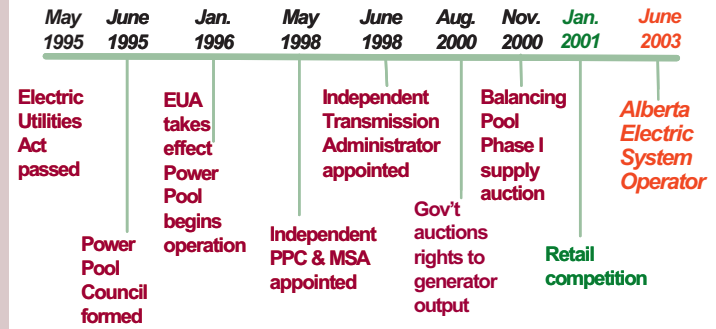 May June Jan. May June Aug. Nov. Jan. June
1995 1995 1996 1998 1998 2000 2000 2001 2003
Electric
Utilities
Act
passed
Power
Pool
Council
formed
EUA
takes
effect
Power
Pool
begins
operation
Independent
PPC & MSA
appointed
Independent
Transmission
Administrator
appointed
Gov't
auctions
rights to
generator
output
Balancing
Pool
Phase I
supply
auction
Retail
competition
Alberta
Electric
System
Operator